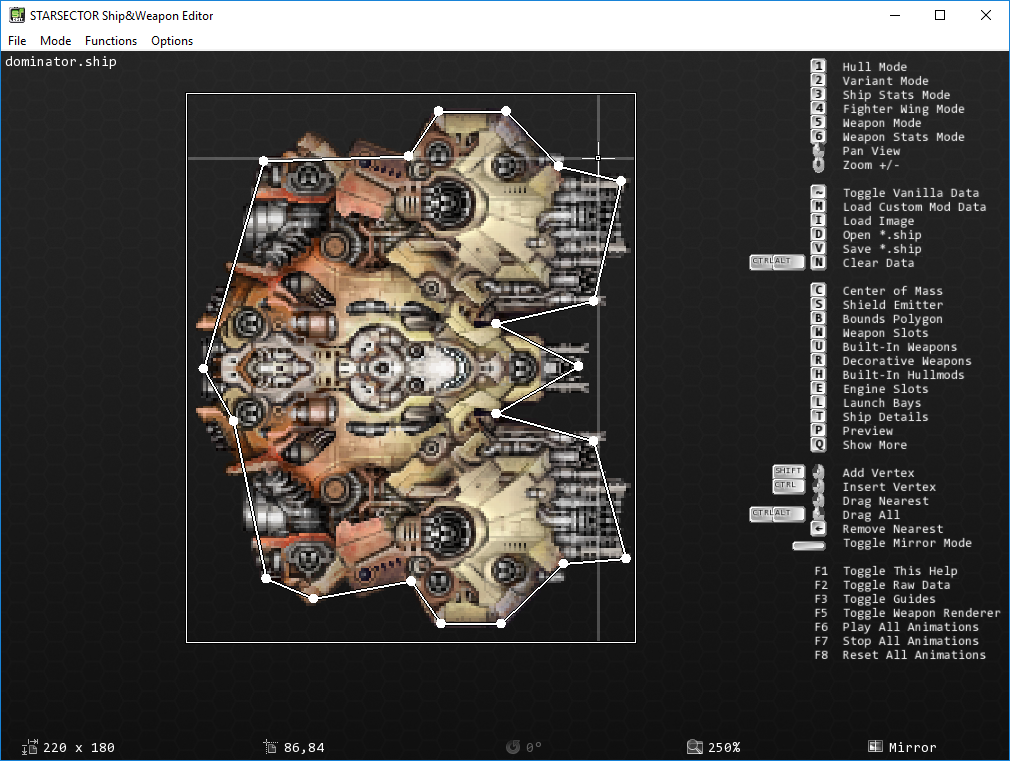 STARSECTOR Ship&Weapon Editor
File Mode Functions Options
dominator.ship
1 Hull Mode
2 Variant Mode
3 Ship Stats Mode
4 Fighter Wing Mode
5 Weapon Mode
6 Weapon Stats Mode
Pan View
Zoom +/-
~ Toggle Vanilla Data
M Load Custom Mod Data
I Load Image
O Open *.ship
V Save *.ship
CTRL ALT N Clear Data
C Center of Mass
S Shield Emitter
B Bounds Polygon
W Weapon Slots
U Built-In Weapons
R Decorative Weapons
H Built-In Hullmods
E Engine Slots
L Launch Bays
T Ship Details
P Preview
Q Show More
SHIFT Add Vertex
CTRL Insert Vertex
Drag Nearest
CTRL ALT Drag All
Remove Nearest
Toggle Mirror Mode
F1 Toggle This Help
F2 Toggle Raw Data
F3 Toggle Guides
F5 Toggle Weapon Renderer
F6 Play All Animations
F7 Stop All Animations
F8 Reset All Animations
220 x 180 86,84 0° 250% Mirror